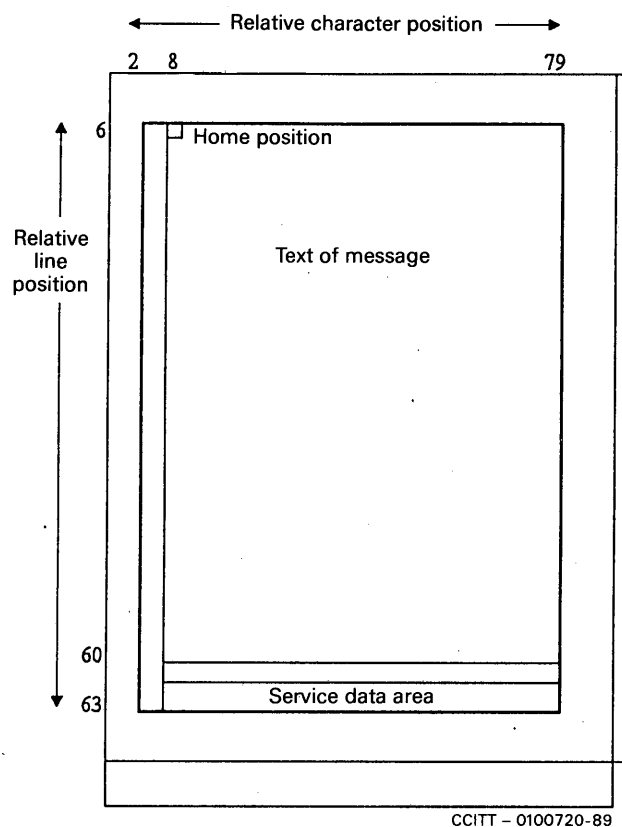 Relative character position
2 8 79
6
Home position
Relative
line
position
Text of message
60
63
Service data area
CCITT – 0100720-89